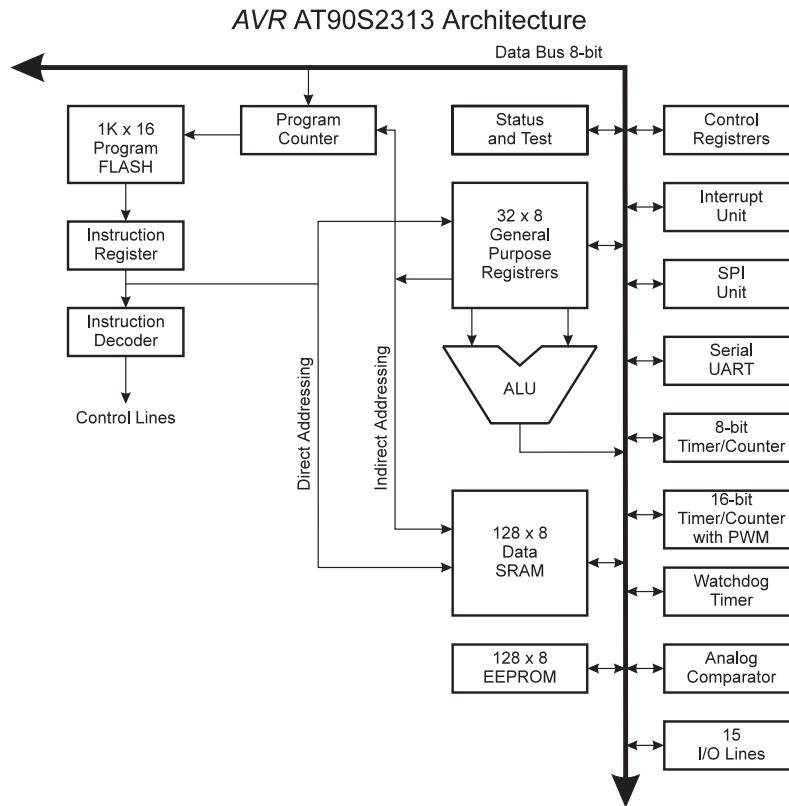 AVR AT90S2313 Architecture
Data Bus 8-bit
1K x 16
Program
FLASH
Program
Counter
Status
and Test
Control
Registrers
Instruction
Register
32 x 8
General
Purpose
Registrers
Interrupt
Unit
SPI
Unit
Instruction
Decoder
Serial
UART
ALU
Control Lines
Direct Addressing
Indirect Addressing
8-bit
Timer/Counter
128 x 8
Data
SRAM
16-bit
Timer/Counter
with PWM
Watchdog
Timer
128 x 8
EEPROM
Analog
Comparator
15
I/O Lines